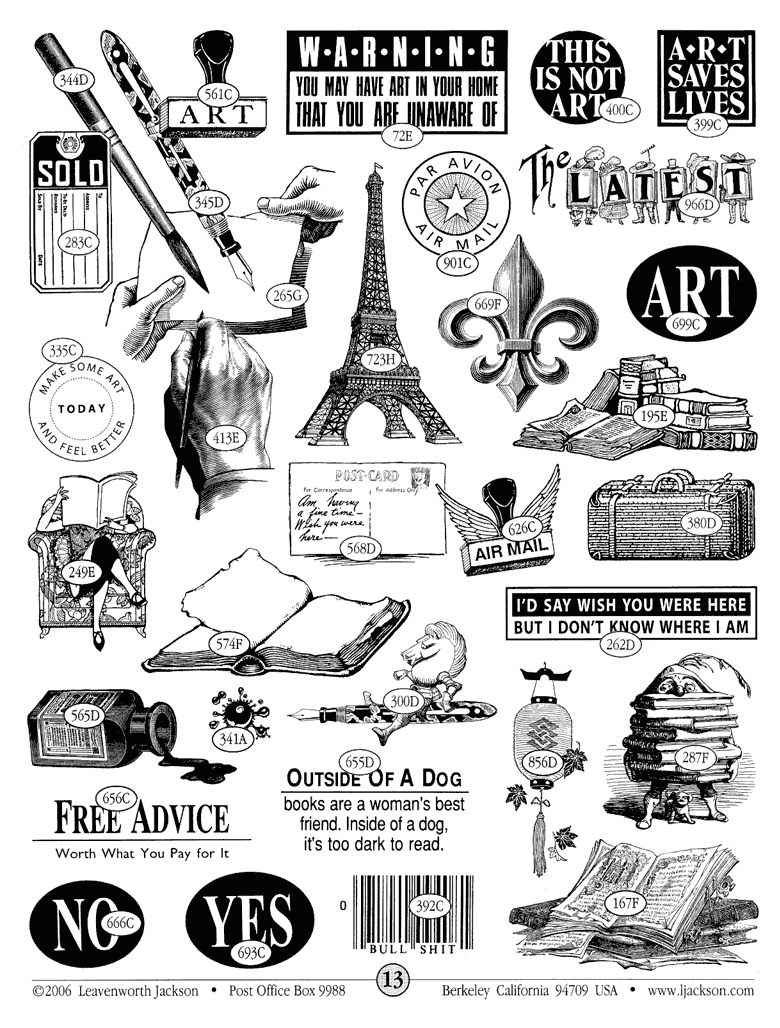 344D
561C
ART
W•A•R•N•I•N•G
YOU MAY HAVE ART IN YOUR HOME
THAT YOU ARE UNAWARE OF
72E
THIS
IS NOT
ART
400C
A•R•T
SAVES
LIVES
399C
SOLD
283C
345D
265G
PAR AVION
AIR MAIL
901C
The LATEST
966D
669F
ART
699C
335C
MAKE SOME ART
TODAY
AND FEEL BETTER
723H
413E
195E
POST-CARD
For Correspondence
For Address Only
Am having
a fine time –
Wish you were
here —
568D
626C
AIR MAIL
380D
249E
574F
I'D SAY WISH YOU WERE HERE
BUT I DON'T KNOW WHERE I AM
262D
565D
341A
300D
856D
287F
655D
OUTSIDE OF A DOG
books are a woman's best
friend. Inside of a dog,
it's too dark to read.
656C
FREE ADVICE
Worth What You Pay for It
NO
666C
YES
693C
0
392C
BULL SHIT
167F
©2006 Leavenworth Jackson • Post Office Box 9988
13
Berkeley California 94709 USA • www.ljackson.com